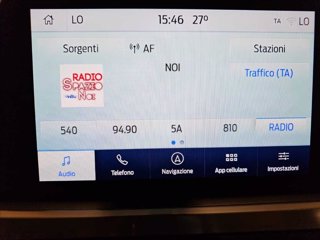 LO 15:46 27° TA LO
Sorgenti AF Stazioni
NOI
RADIO
SPAZIO
NOI
Traffico (TA)
540 94.90 5A 810 RADIO
Audio Telefono Navigazione App cellulare Impostazioni